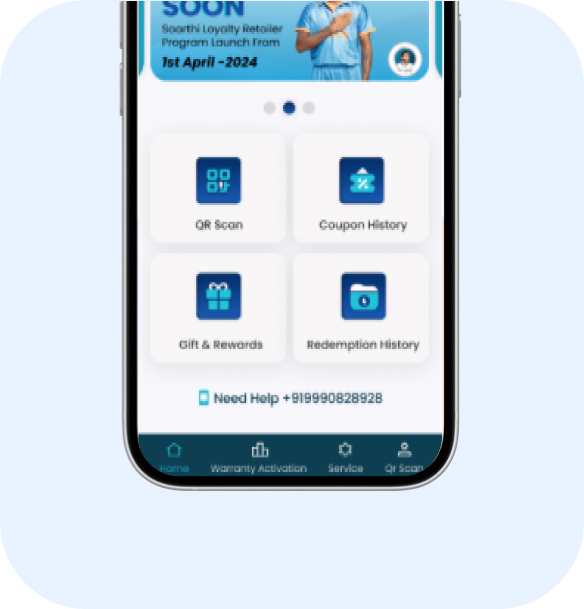 SOON
Saarthi Loyalty Retailer
Program Launch From
1st April -2024
QR Scan
Coupon History
Gift & Rewards
Redemption History
Need Help +919990828928
Home
Warranty Activation
Service
Qr Scan